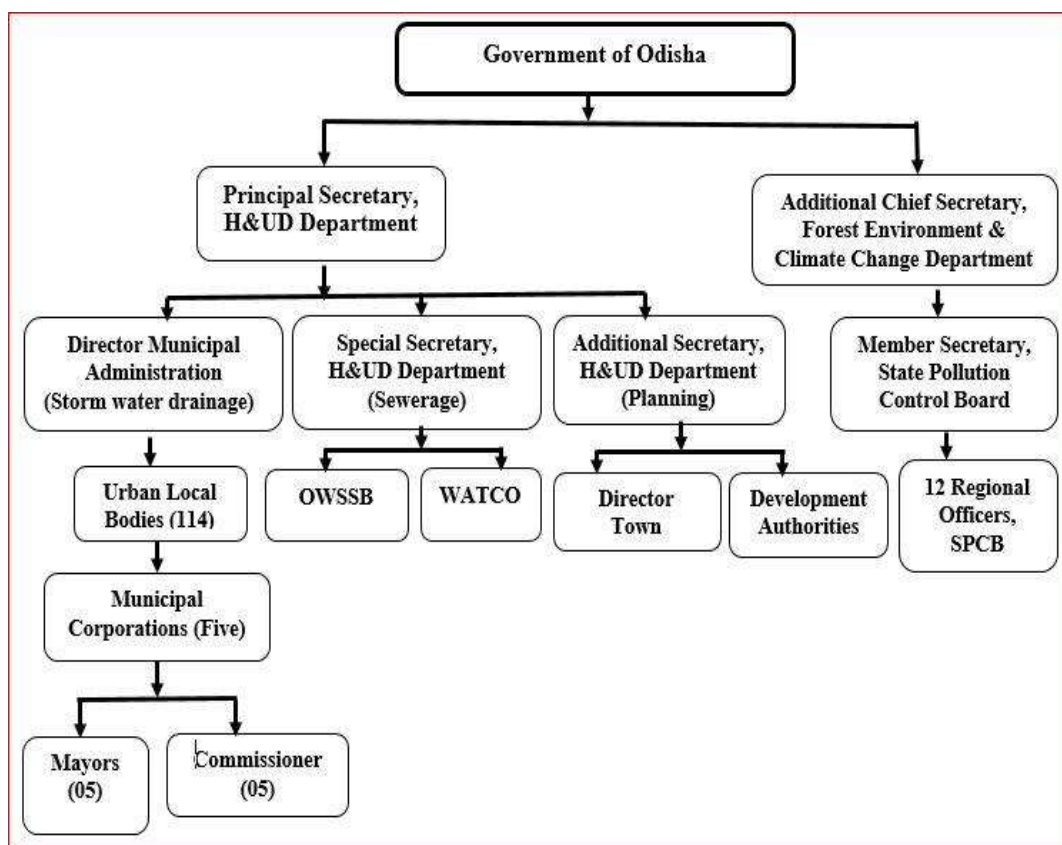 Government of Odisha
Principal Secretary,
H&UD Department
Additional Chief Secretary,
Forest Environment &
Climate Change Department
Director Municipal
Administration
(Storm water drainage)
Special Secretary,
H&UD Department
(Sewerage)
Additional Secretary,
H&UD Department
(Planning)
Member Secretary,
State Pollution
Control Board
Urban Local
Bodies (114)
OWSSB
WATCO
Director
Town
Development
Authorities
12 Regional
Officers,
SPCB
Municipal
Corporations (Five)
Mayors
(05)
Commissioner
(05)